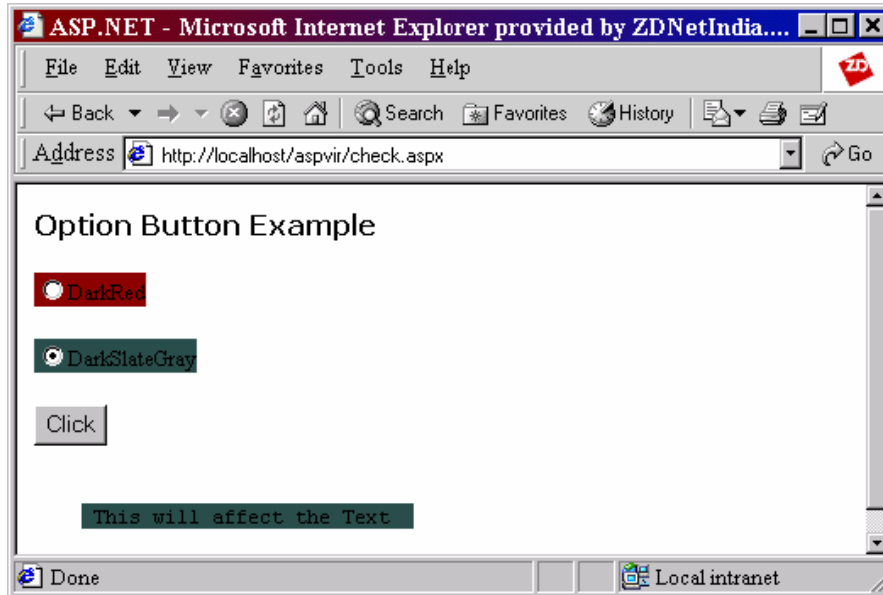 ASP.NET - Microsoft Internet Explorer provided by ZDNetIndia....
File Edit View Favorites Tools Help
ZD
Back Search Favorites History
Address http://localhost/aspvir/check.aspx Go
Option Button Example
DarkRed
DarkSlateGray
Click
This will affect the Text
Done Local intranet